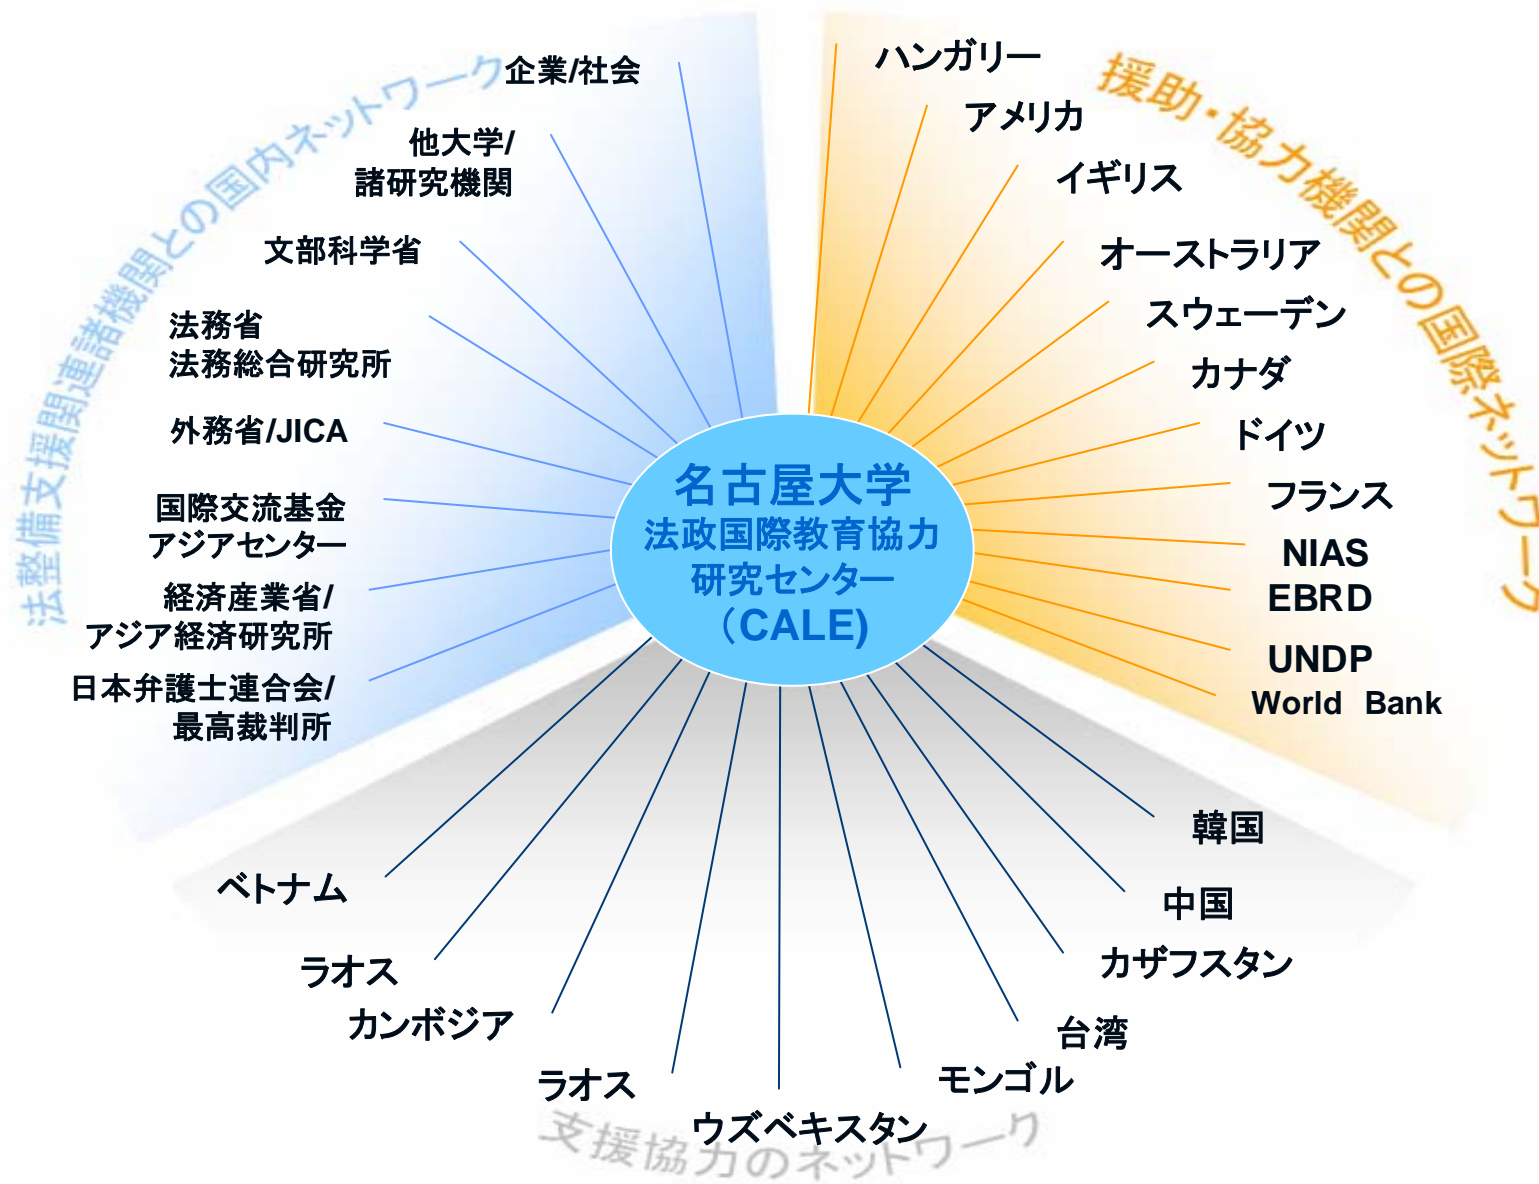 法整備支援関連諸機関との国内ネットワーク
企業/社会
他大学/
諸研究機関
文部科学省
法務省
法務総合研究所
外務省/JICA
国際交流基金
アジアセンター
経済産業省/
アジア経済研究所
日本弁護士連合会/
最高裁判所
援助・協力機関との国際ネットワーク
ハンガリー
アメリカ
イギリス
オーストラリア
スウェーデン
カナダ
ドイツ
フランス
NIAS
EBRD
UNDP
World Bank
名古屋大学
法政国際教育協力
研究センター
（CALE)
ベトナム
ラオス
カンボジア
ラオス
ウズベキスタン
モンゴル
台湾
カザフスタン
中国
韓国
支援協力のネットワーク